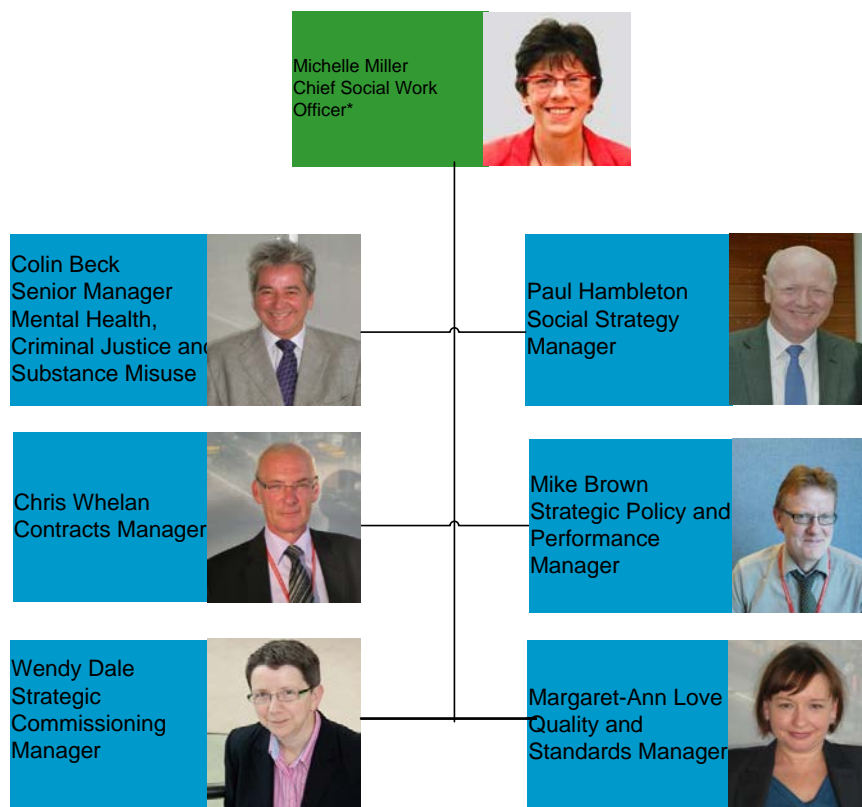 Michelle Miller
Chief Social Work
Officer*
Colin Beck
Senior Manager
Mental Health,
Criminal Justice and
Substance Misuse
Paul Hambleton
Social Strategy
Manager
Chris Whelan
Contracts Manager
Mike Brown
Strategic Policy and
Performance
Manager
Wendy Dale
Strategic
Commissioning
Manager
Margaret-Ann Love
Quality and
Standards Manager